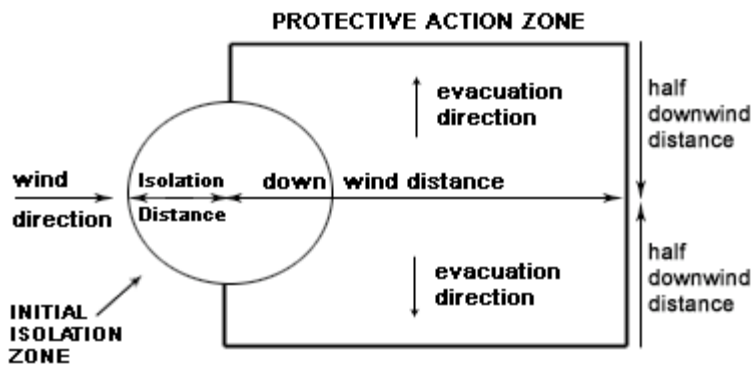 PROTECTIVE ACTION ZONE
evacuation
direction
half
downwind
distance
wind
direction
Isolation
Distance
down wind distance
evacuation
direction
half
downwind
distance
INITIAL
ISOLATION
ZONE